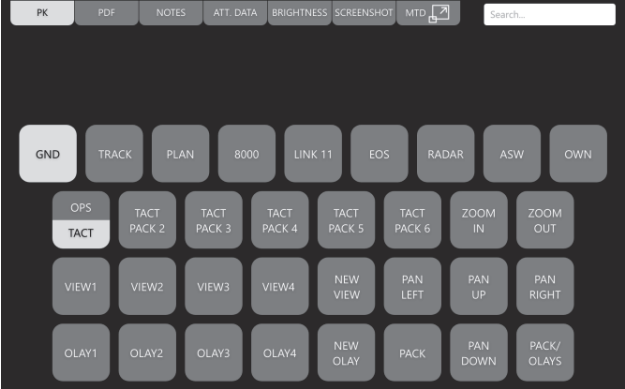 PK PDF NOTES ATT. DATA BRIGHTNESS SCREENSHOT MTD Search...
GND TRACK PLAN 8000 LINK 11 EOS RADAR ASW OWN
OPS
TACT
TACT
PACK 2
TACT
PACK 3
TACT
PACK 4
TACT
PACK 5
TACT
PACK 6
ZOOM
IN
ZOOM
OUT
VIEW1 VIEW2 VIEW3 VIEW4
NEW
VIEW
PAN
LEFT
PAN
UP
PAN
RIGHT
OLAY1 OLAY2 OLAY3 OLAY4
NEW
OLAY
PACK
PAN
DOWN
PACK/
OLAYS